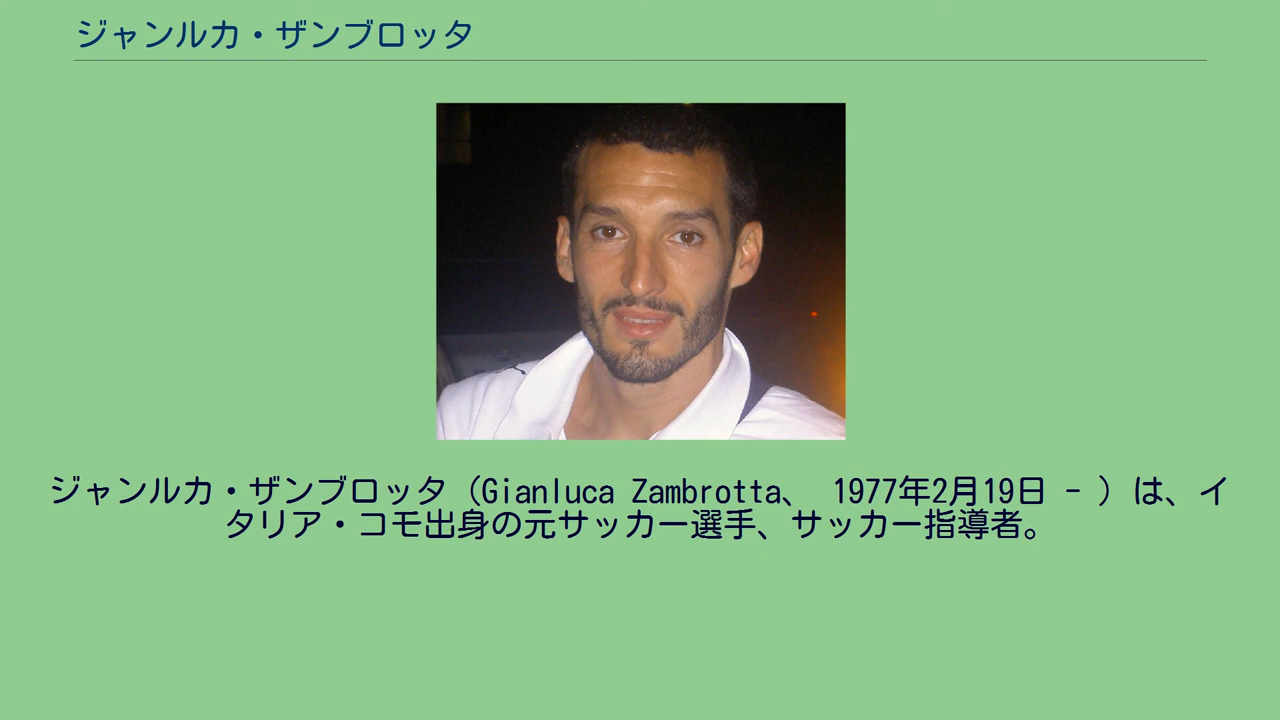 ジャンルカ・ザンブロッタ
ジャンルカ・ザンブロッタ（Gianluca Zambrotta、 1977年2月19日 - ）は、イ
タリア・コモ出身の元サッカー選手、サッカー指導者。